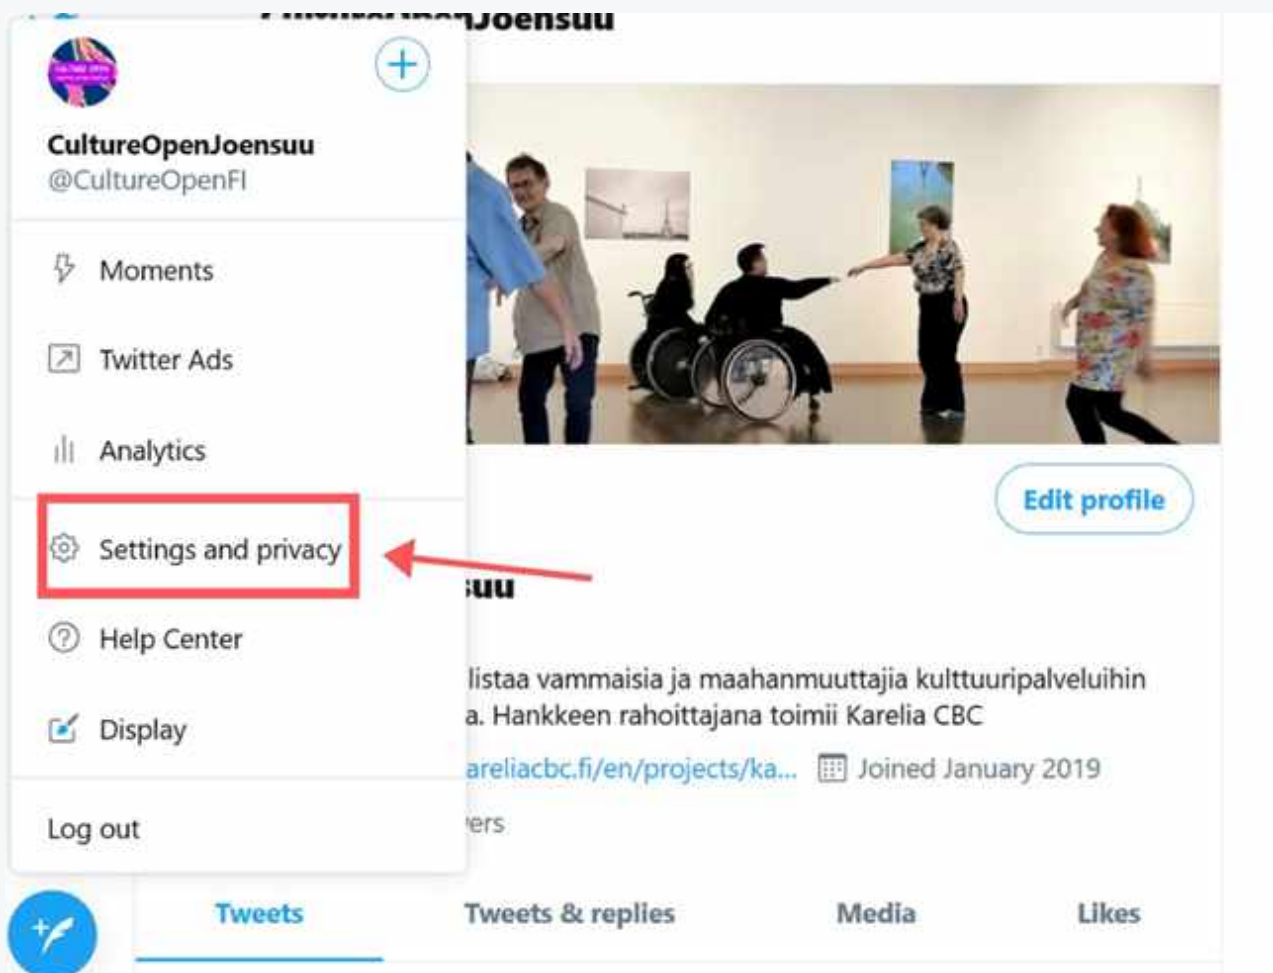 CultureOpenJoensuu
CultureOpenJoensuu
@CultureOpenFI
Moments
Twitter Ads
Analytics
Settings and privacy
Help Center
Display
Log out
Edit profile
suu
listaa vammaisia ja maahanmuuttajia kulttuuripalveluihin
a. Hankkeen rahoittajana toimii Karelia CBC
areliacbc.fi/en/projects/ka... Joined January 2019
ers
Tweets Tweets & replies Media Likes